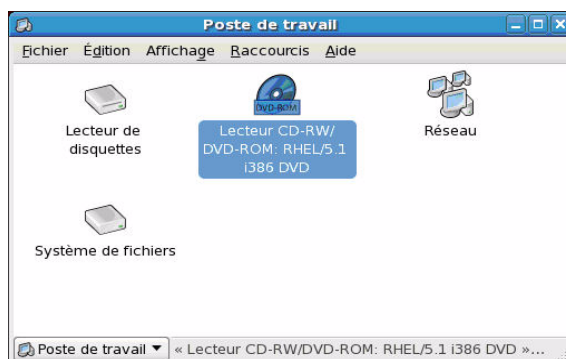 Poste de travail
Fichier Édition Affichage Raccourcis Aide
Lecteur de
disquettes
DVD-ROM
Lecteur CD-RW/
DVD-ROM: RHEL/5.1
i386 DVD
Réseau
Système de fichiers
Poste de travail
« Lecteur CD-RW/DVD-ROM: RHEL/5.1 i386 DVD »...